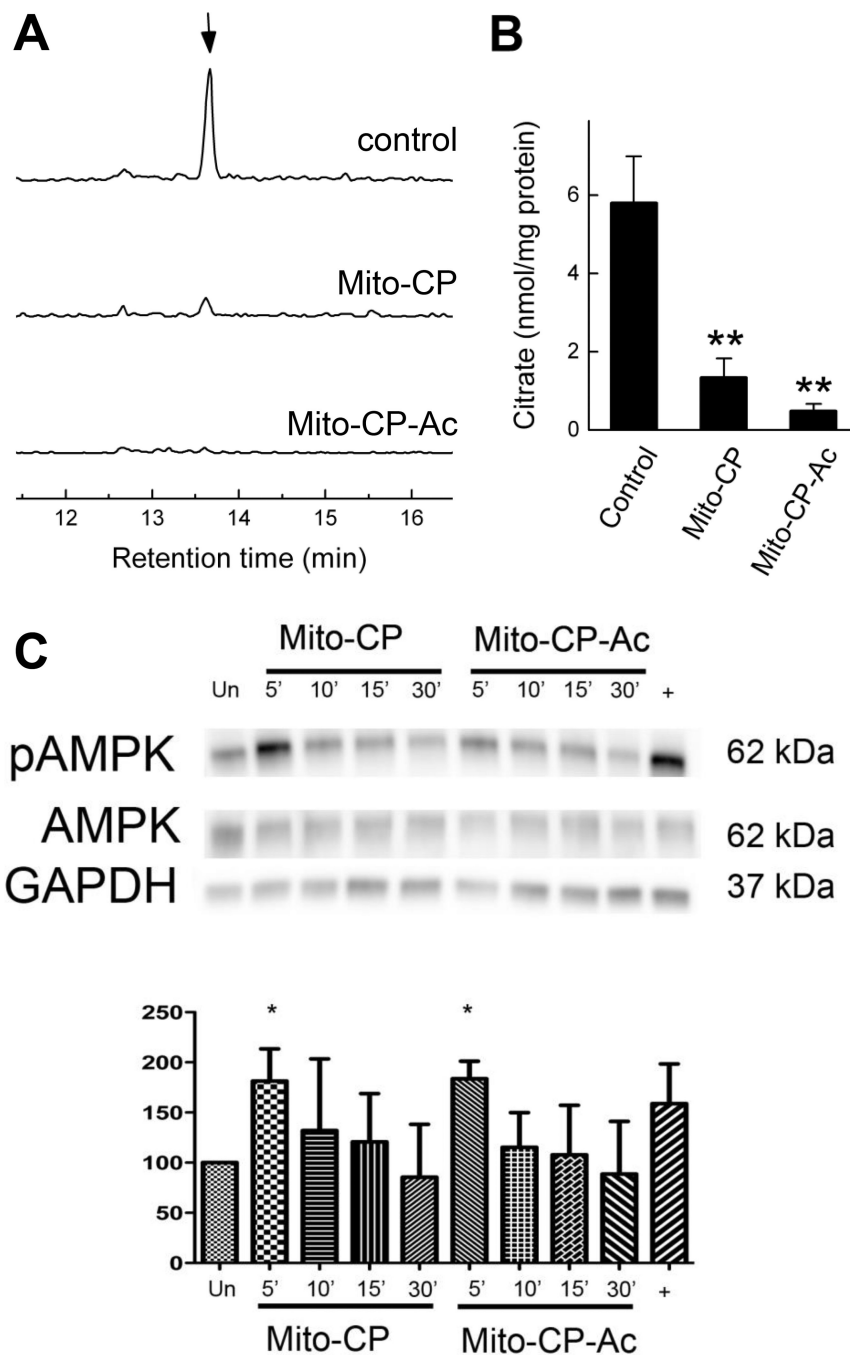 A
control
Mito-CP
Mito-CP-Ac
12 13 14 15 16
Retention time (min)
B
Citrate (nmol/mg protein)
6
4
2
0
**
**
Control
Mito-CP
Mito-CP-Ac
C
Mito-CP Mito-CP-Ac
Un 5' 10' 15' 30' 5' 10' 15' 30' +
pAMPK 62 kDa
AMPK 62 kDa
GAPDH 37 kDa
250
200
150
100
50
0
* *
Un 5' 10' 15' 30' 5' 10' 15' 30' +
Mito-CP Mito-CP-Ac